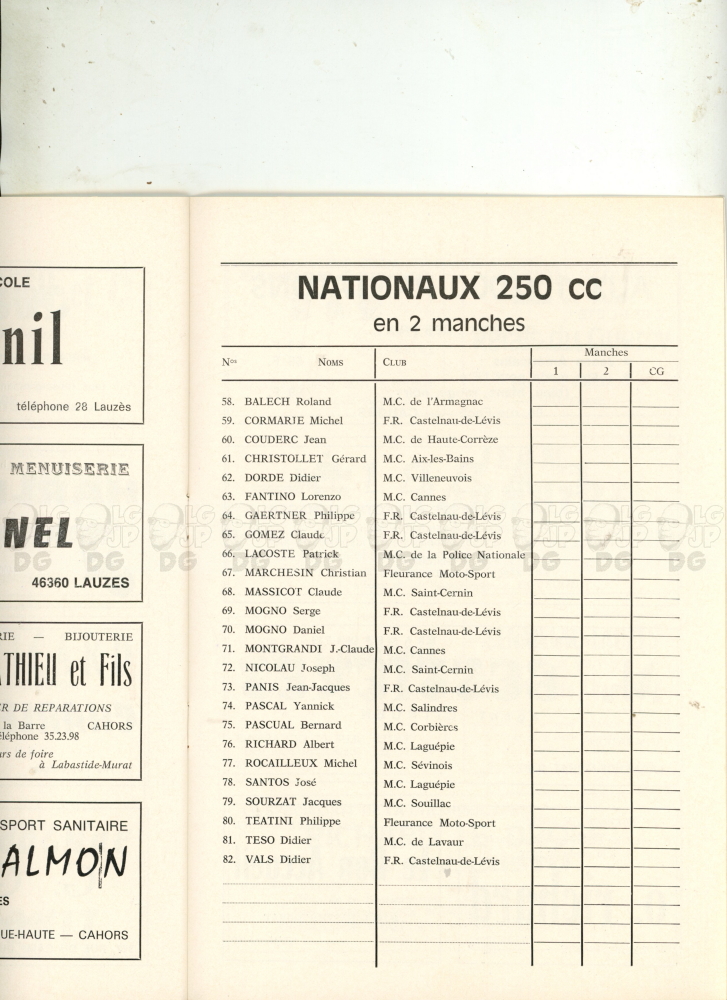 COLE
nil
téléphone 28 Lauzès
MENUISERIE
NEL
46360 LAUZES
RIE — BIJOUTERIE
THIEU et Fils
R DE REPARATIONS
la Barre CAHORS
éléphone 35.23.98
rs de foire
à Labastide-Murat
SPORT SANITAIRE
ALMON
ES
UE-HAUTE — CAHORS
NATIONAUX 250 cc
en 2 manches
Nos NOMS CLUB Manches
1 2 CG
58. BALECH Roland M.C. de l'Armagnac
59. CORMARIE Michel F.R. Castelnau-de-Lévis
60. COUDERC Jean M.C. de Haute-Corrèze
61. CHRISTOLLET Gérard M.C. Aix-les-Bains
62. DORDE Didier M.C. Villeneuvois
63. FANTINO Lorenzo M.C. Cannes
64. GAERTNER Philippe F.R. Castelnau-de-Lévis
65. GOMEZ Claude F.R. Castelnau-de-Lévis
66. LACOSTE Patrick M.C. de la Police Nationale
67. MARCHESIN Christian Fleurance Moto-Sport
68. MASSICOT Claude M.C. Saint-Cernin
69. MOGNO Serge F.R. Castelnau-de-Lévis
70. MOGNO Daniel F.R. Castelnau-de-Lévis
71. MONTGRANDI J.-Claude M.C. Cannes
72. NICOLAU Joseph M.C. Saint-Cernin
73. PANIS Jean-Jacques F.R. Castelnau-de-Lévis
74. PASCAL Yannick M.C. Salindres
75. PASCUAL Bernard M.C. Corbières
76. RICHARD Albert M.C. Laguépie
77. ROCAILLEUX Michel M.C. Sévinois
78. SANTOS José M.C. Laguépie
79. SOURZAT Jacques M.C. Souillac
80. TEATINI Philippe Fleurance Moto-Sport
81. TESO Didier M.C. de Lavaur
82. VALS Didier F.R. Castelnau-de-Lévis